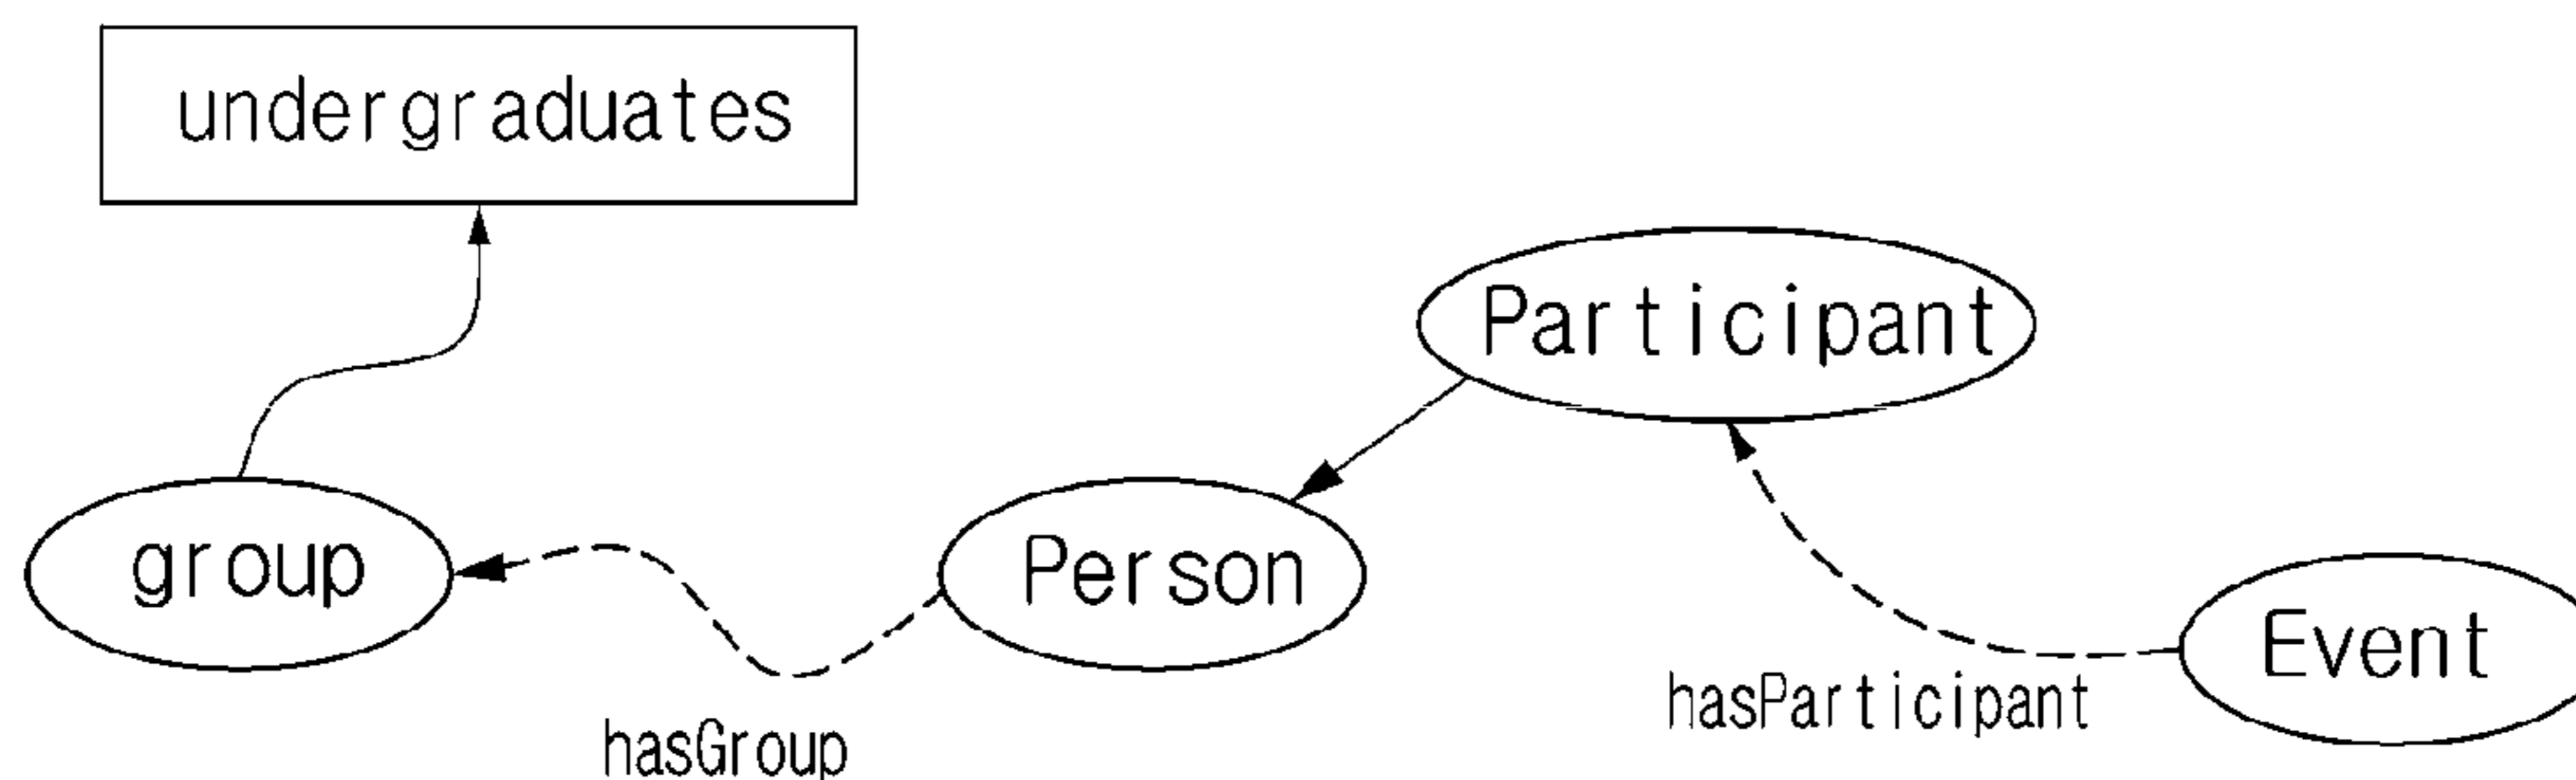 undergraduates
Participant
group
Person
Event
hasParticipant
hasGroup